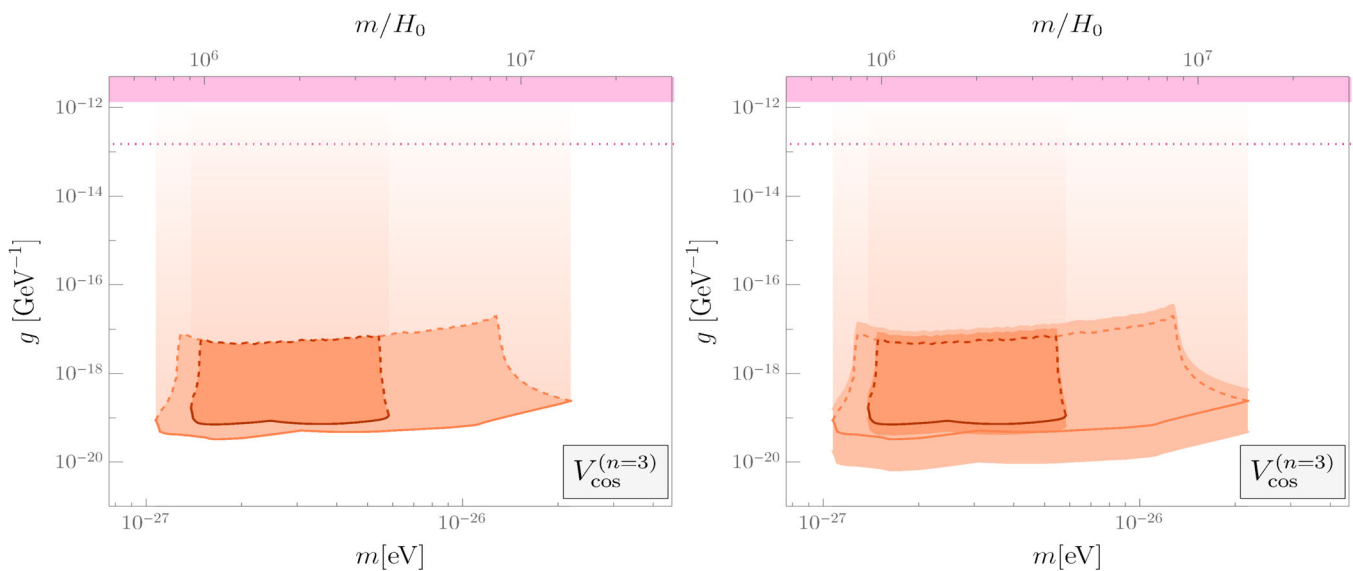 m/H₀
10⁶
10⁷
10⁻¹²
10⁻¹⁴
10⁻¹⁶
10⁻¹⁸
10⁻²⁰
g [GeV⁻¹]
V_cos^(n=3)
10⁻²⁷
10⁻²⁶
m[eV]
m/H₀
10⁶
10⁷
10⁻¹²
10⁻¹⁴
10⁻¹⁶
10⁻¹⁸
10⁻²⁰
g [GeV⁻¹]
V_cos^(n=3)
10⁻²⁷
10⁻²⁶
m[eV]